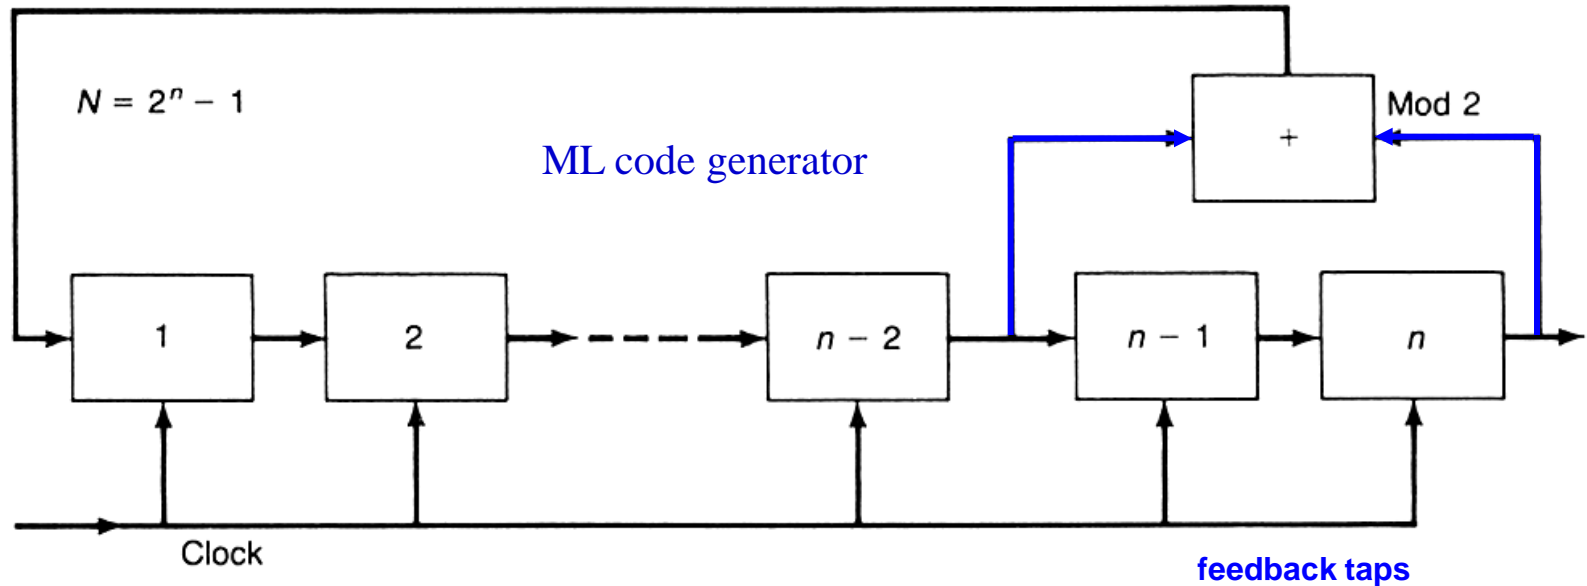 N = 2ⁿ − 1
Mod 2
+
ML code generator
1
2
n − 2
n − 1
n
Clock
feedback taps